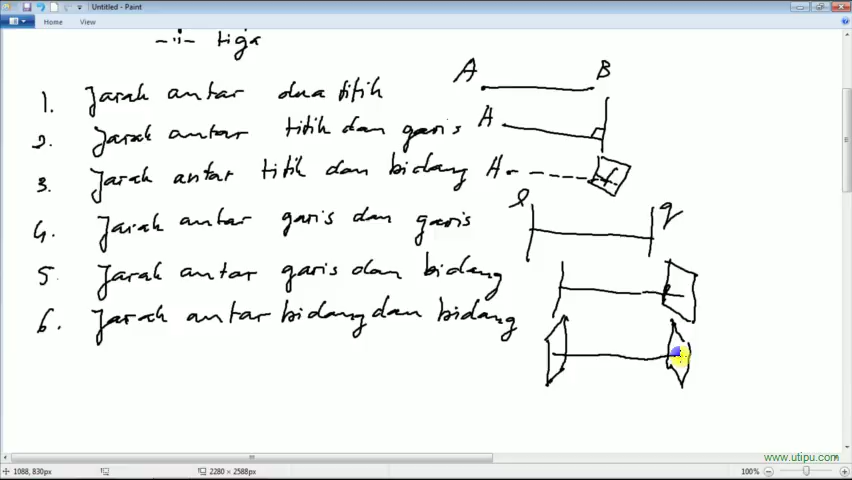 Untitled - Paint
Home View
-"- tiga
1. Jarak antar dua titik A B
2. Jarak antar titik dan garis A
3. Jarak antar titik dan bidang A
4. Jarak antar garis dan garis l q
5. Jarak antar garis dan bidang
6. Jarak antar bidang dan bidang
www.utipu.com
1088, 830px 2280 × 2588px 100%